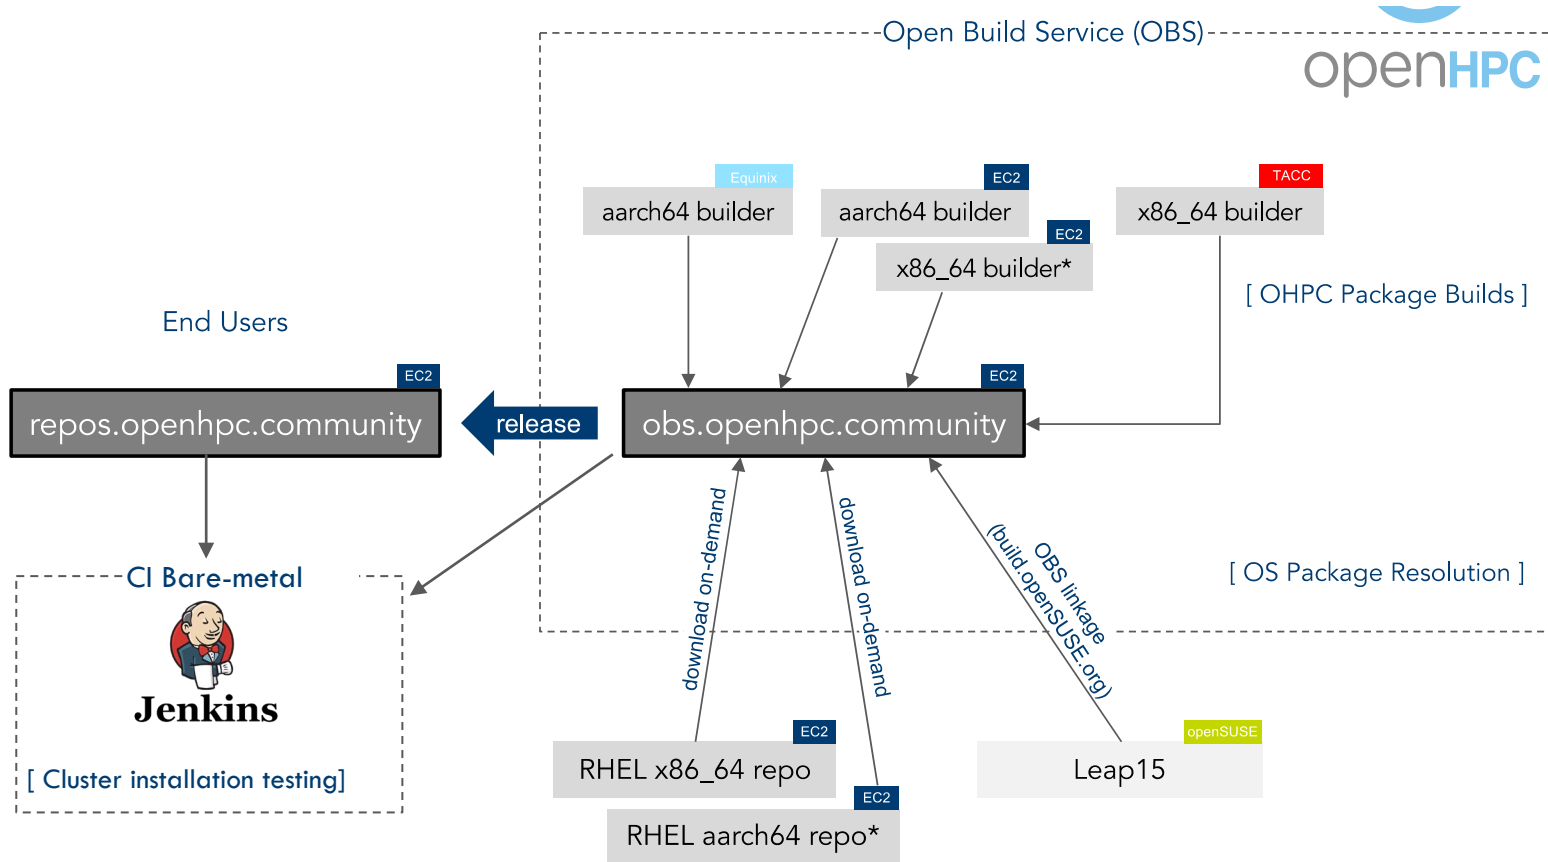 Open Build Service (OBS)
openHPC
Equinix
aarch64 builder
EC2
aarch64 builder
EC2
x86_64 builder*
TACC
x86_64 builder
[ OHPC Package Builds ]
End Users
EC2
repos.openhpc.community
release
EC2
obs.openhpc.community
download on-demand
download on-demand
OBS linkage
(build.openSUSE.org)
[ OS Package Resolution ]
CI Bare-metal
Jenkins
[ Cluster installation testing]
EC2
RHEL x86_64 repo
EC2
RHEL aarch64 repo*
openSUSE
Leap15